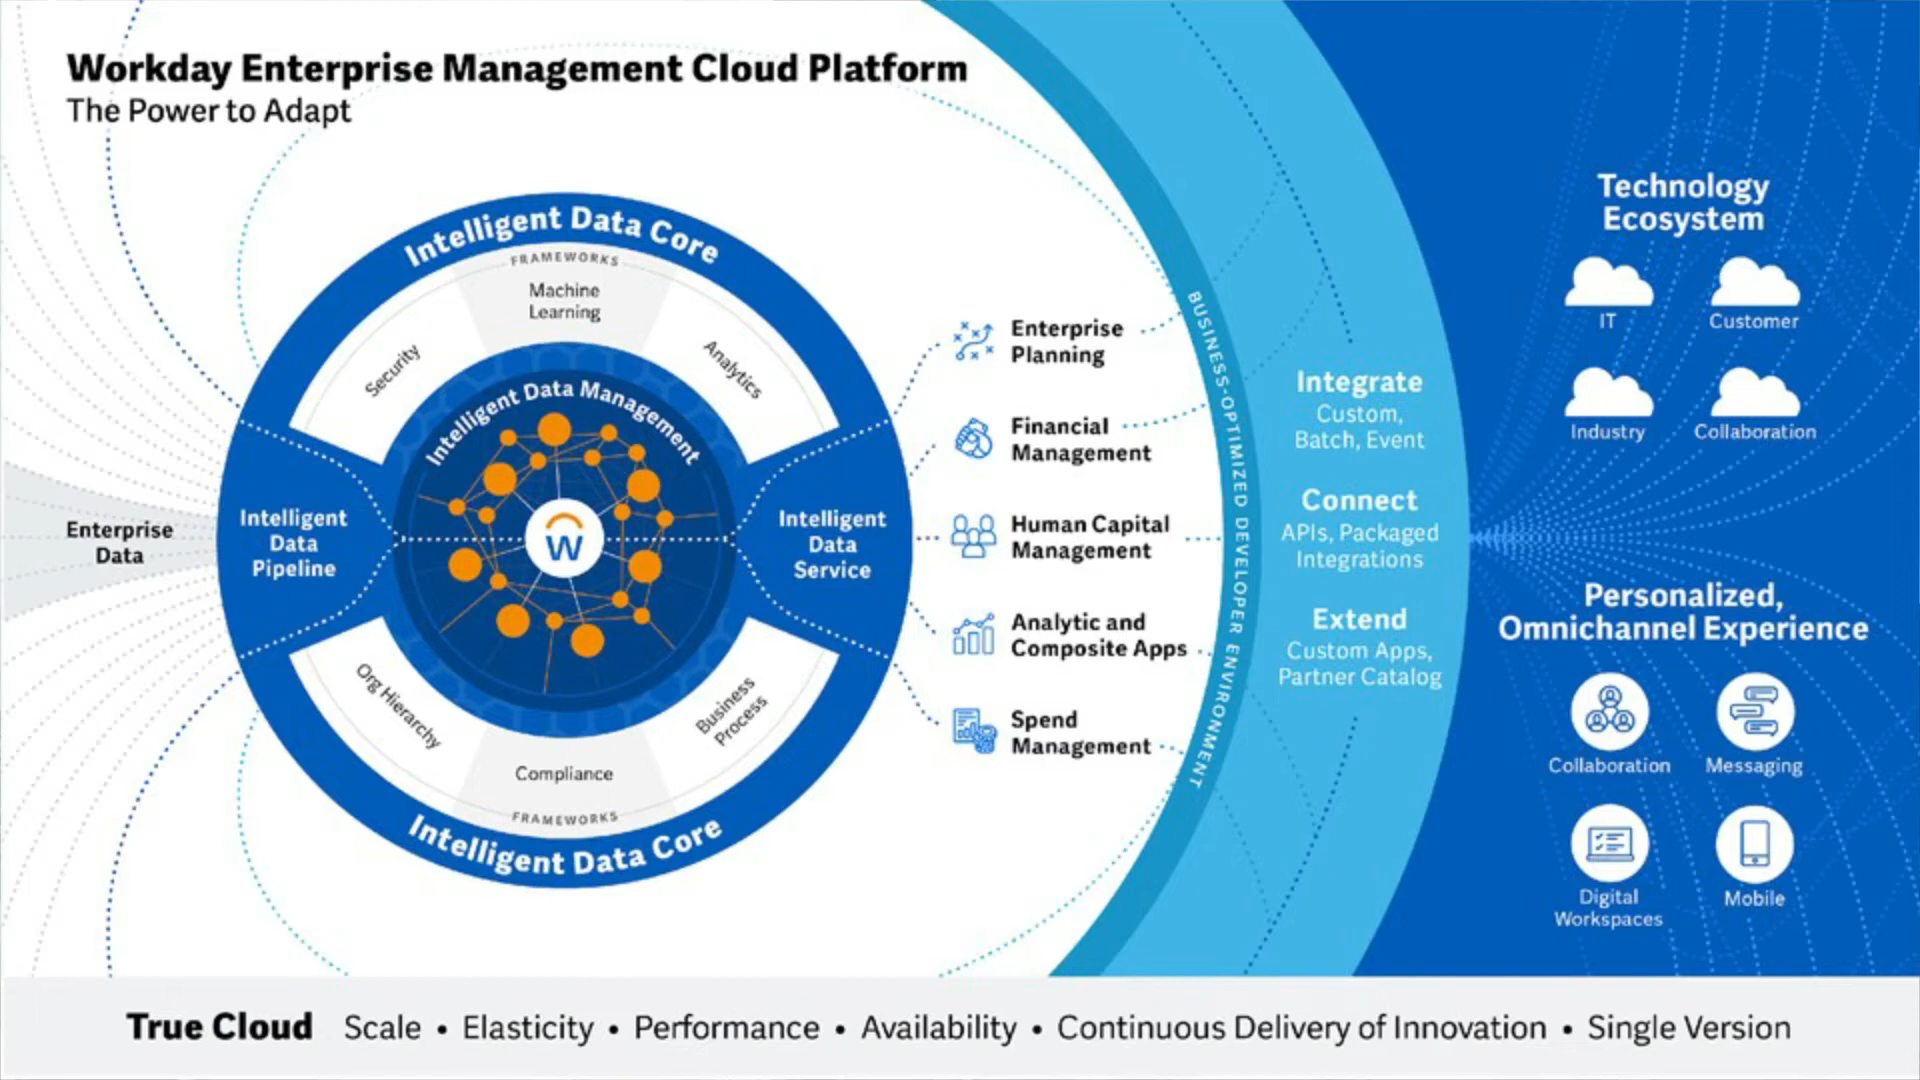 Workday Enterprise Management Cloud Platform
The Power to Adapt
Enterprise
Data
Intelligent Data Core
FRAMEWORKS
Machine
Learning
Security
Analytics
Intelligent Data Management
Intelligent
Data
Pipeline
W
Intelligent
Data
Service
Org Hierarchy
Compliance
Business
Process
FRAMEWORKS
Intelligent Data Core
Enterprise
Planning
Financial
Management
Human Capital
Management
Analytic and
Composite Apps
Spend
Management
BUSINESS-OPTIMIZED DEVELOPER ENVIRONMENT
Integrate
Custom,
Batch, Event
Connect
APIs, Packaged
Integrations
Extend
Custom Apps,
Partner Catalog
Technology
Ecosystem
IT
Customer
Industry
Collaboration
Personalized,
Omnichannel Experience
Collaboration
Messaging
Digital
Workspaces
Mobile
True Cloud Scale • Elasticity • Performance • Availability • Continuous Delivery of Innovation • Single Version